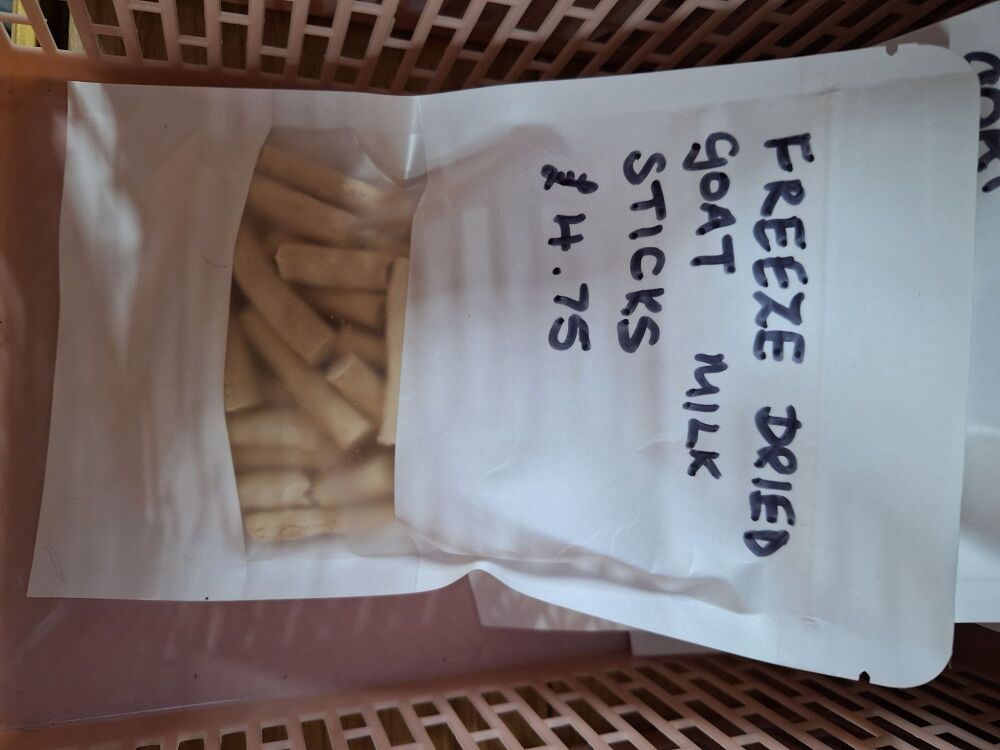 FREEZE DRIED
GOAT MILK
STICKS
£4.75